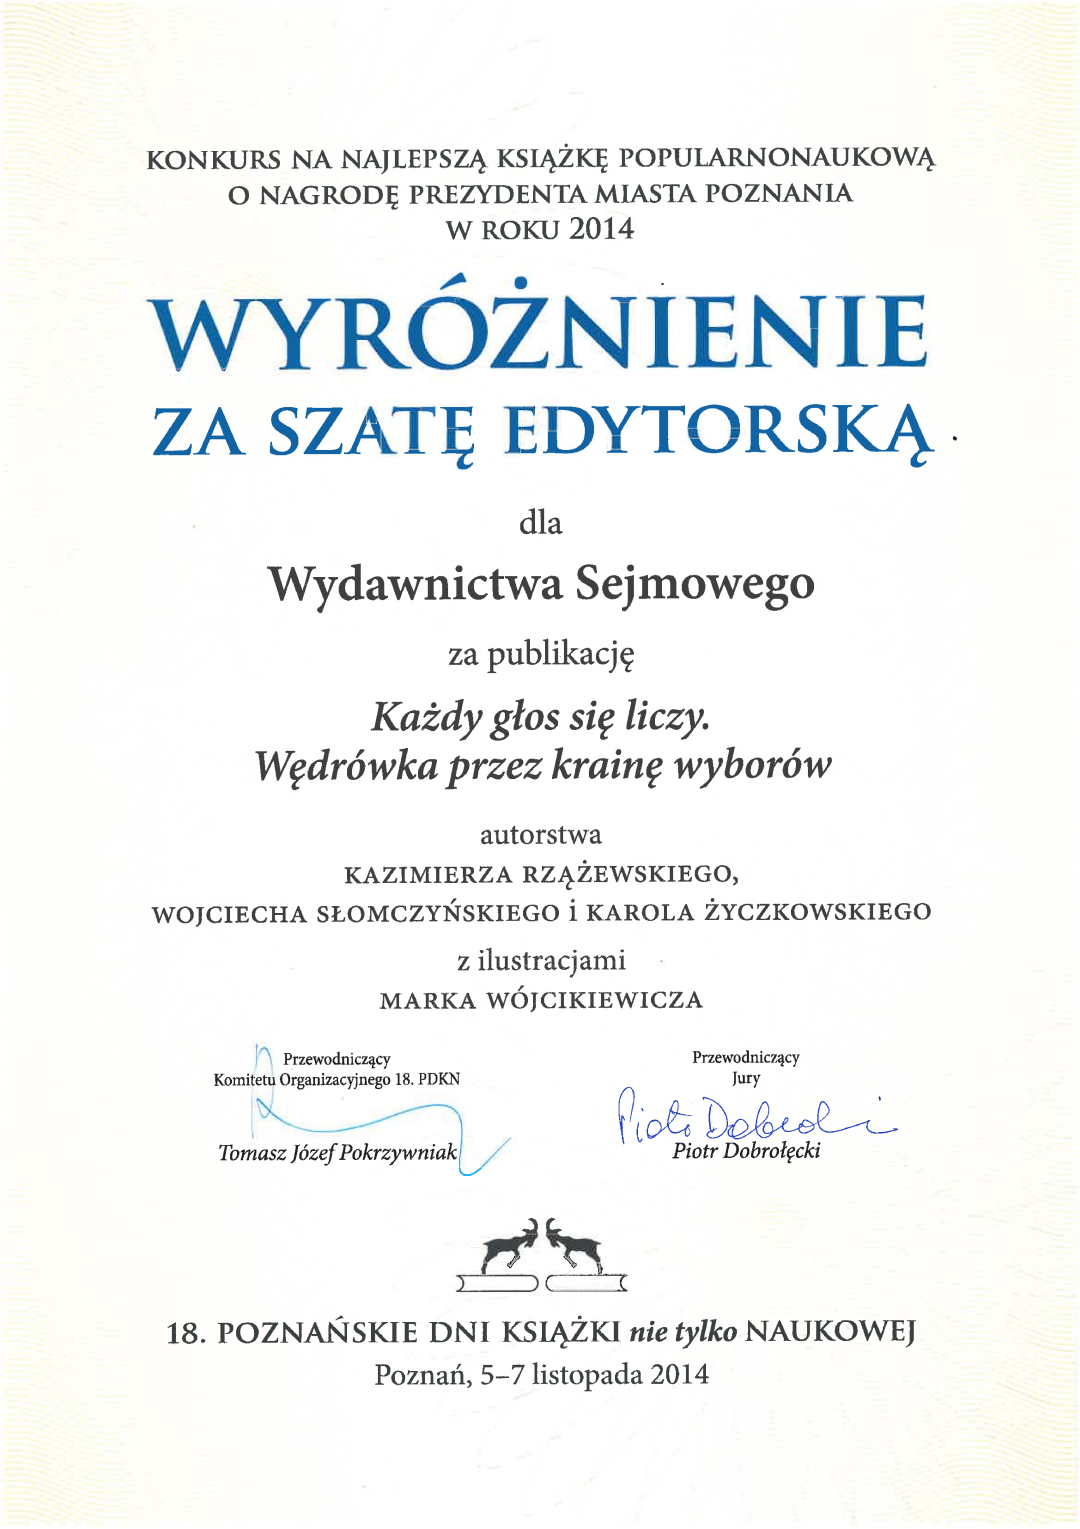 KONKURS NA NAJLEPSZĄ KSIĄŻKĘ POPULARNONAUKOWĄ
O NAGRODĘ PREZYDENTA MIASTA POZNANIA
W ROKU 2014
WYRÓŻNIENIE
ZA SZATĘ EDYTORSKĄ
dla
Wydawnictwa Sejmowego
za publikację
Każdy głos się liczy.
Wędrówka przez krainę wyborów
autorstwa
KAZIMIERZA RZĄŻEWSKIEGO,
WOJCIECHA SŁOMCZYŃSKIEGO i KAROLA ŻYCZKOWSKIEGO
z ilustracjami
MARKA WÓJCIKIEWICZA
Przewodniczący
Komitetu Organizacyjnego 18. PDKN
Tomasz Józef Pokrzywniak
Przewodniczący
Jury
Piotr Dobrołęcki
18. POZNAŃSKIE DNI KSIĄŻKI nie tylko NAUKOWEJ
Poznań, 5–7 listopada 2014